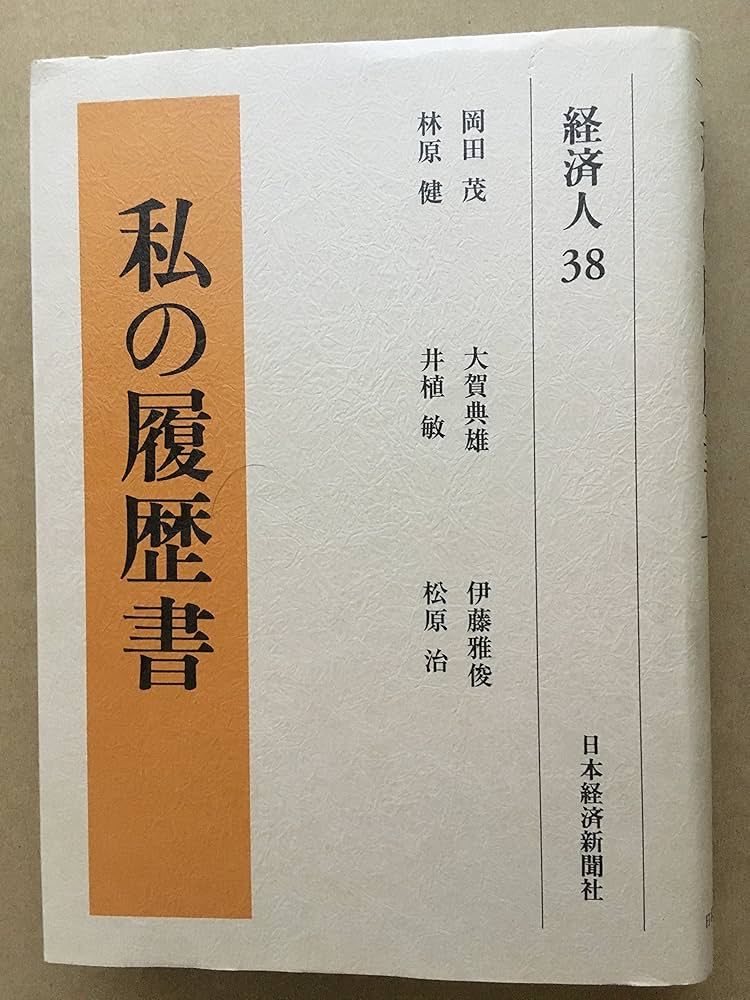 経済人 38
岡田 茂
大賀典雄
伊藤雅俊
林原 健
井植 敏
松原 治
私の履歴書
日本経済新聞社